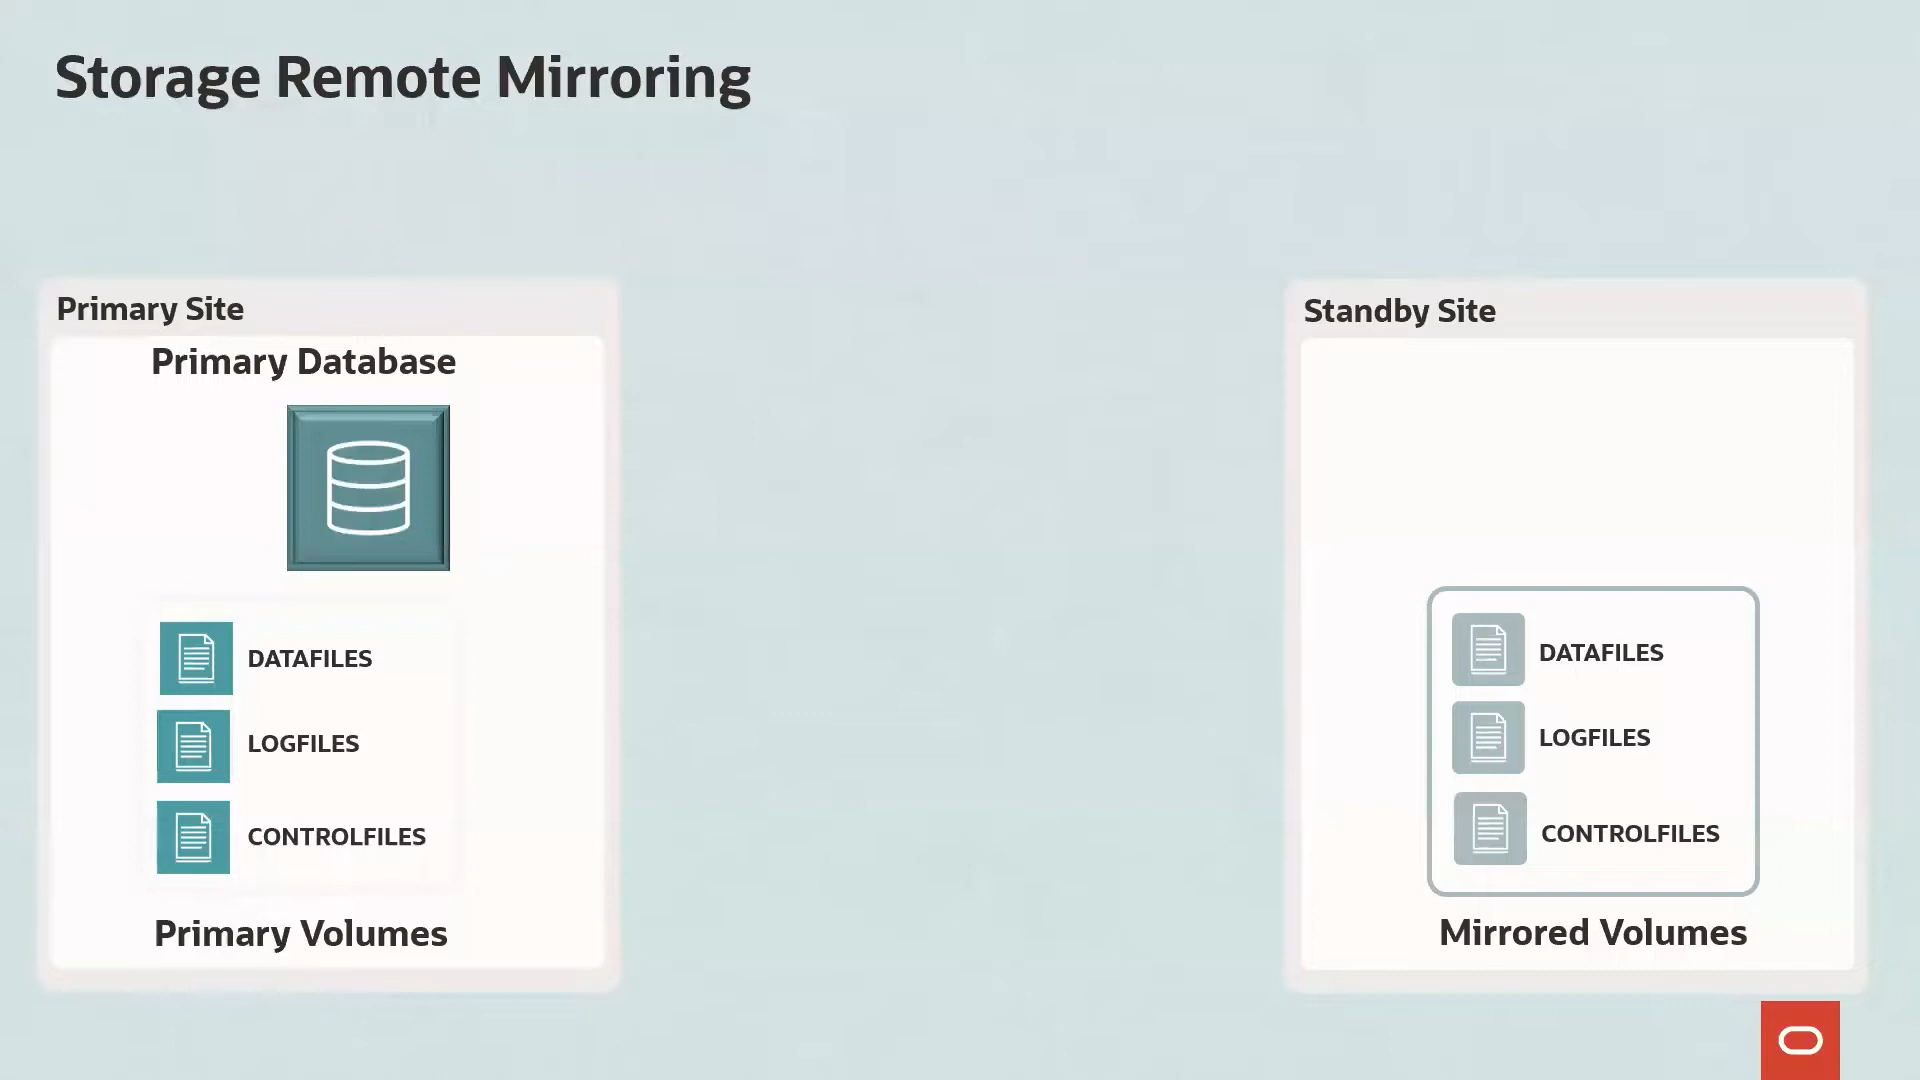 Storage Remote Mirroring
Primary Site
Primary Database
DATAFILES
LOGFILES
CONTROLFILES
Primary Volumes
Standby Site
DATAFILES
LOGFILES
CONTROLFILES
Mirrored Volumes